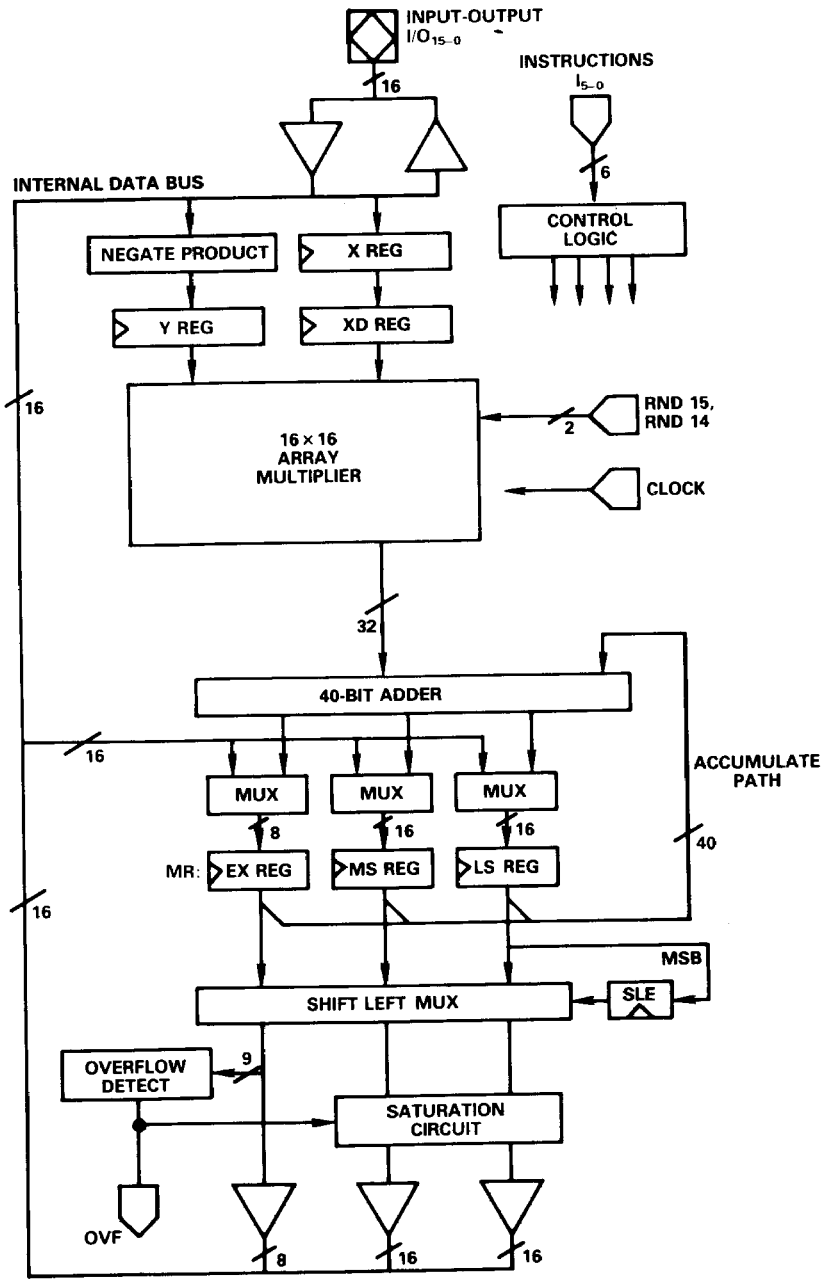 INPUT-OUTPUT
I/O15–0
16
INSTRUCTIONS
I5–0
6
INTERNAL DATA BUS
CONTROL
LOGIC
NEGATE PRODUCT
X REG
Y REG
XD REG
16
16 × 16
ARRAY
MULTIPLIER
RND 15,
RND 14
2
CLOCK
32
40-BIT ADDER
16
ACCUMULATE
PATH
MUX
MUX
MUX
8
16
16
40
MR:
EX REG
MS REG
LS REG
16
MSB
SHIFT LEFT MUX
SLE
9
OVERFLOW
DETECT
SATURATION
CIRCUIT
OVF
8
16
16